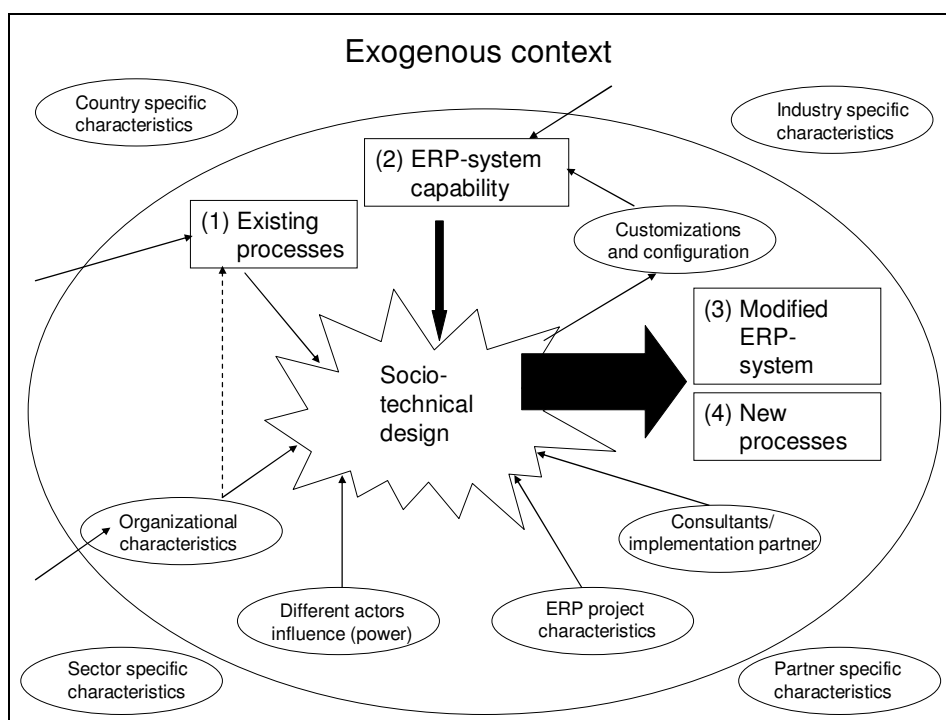 Exogenous context
Country specific
characteristics
Industry specific
characteristics
(2) ERP-system
capability
(1) Existing
processes
Customizations
and configuration
(3) Modified
ERP-
system
Socio-
technical
design
(4) New
processes
Organizational
characteristics
Consultants/
implementation partner
Different actors
influence (power)
ERP project
characteristics
Sector specific
characteristics
Partner specific
characteristics